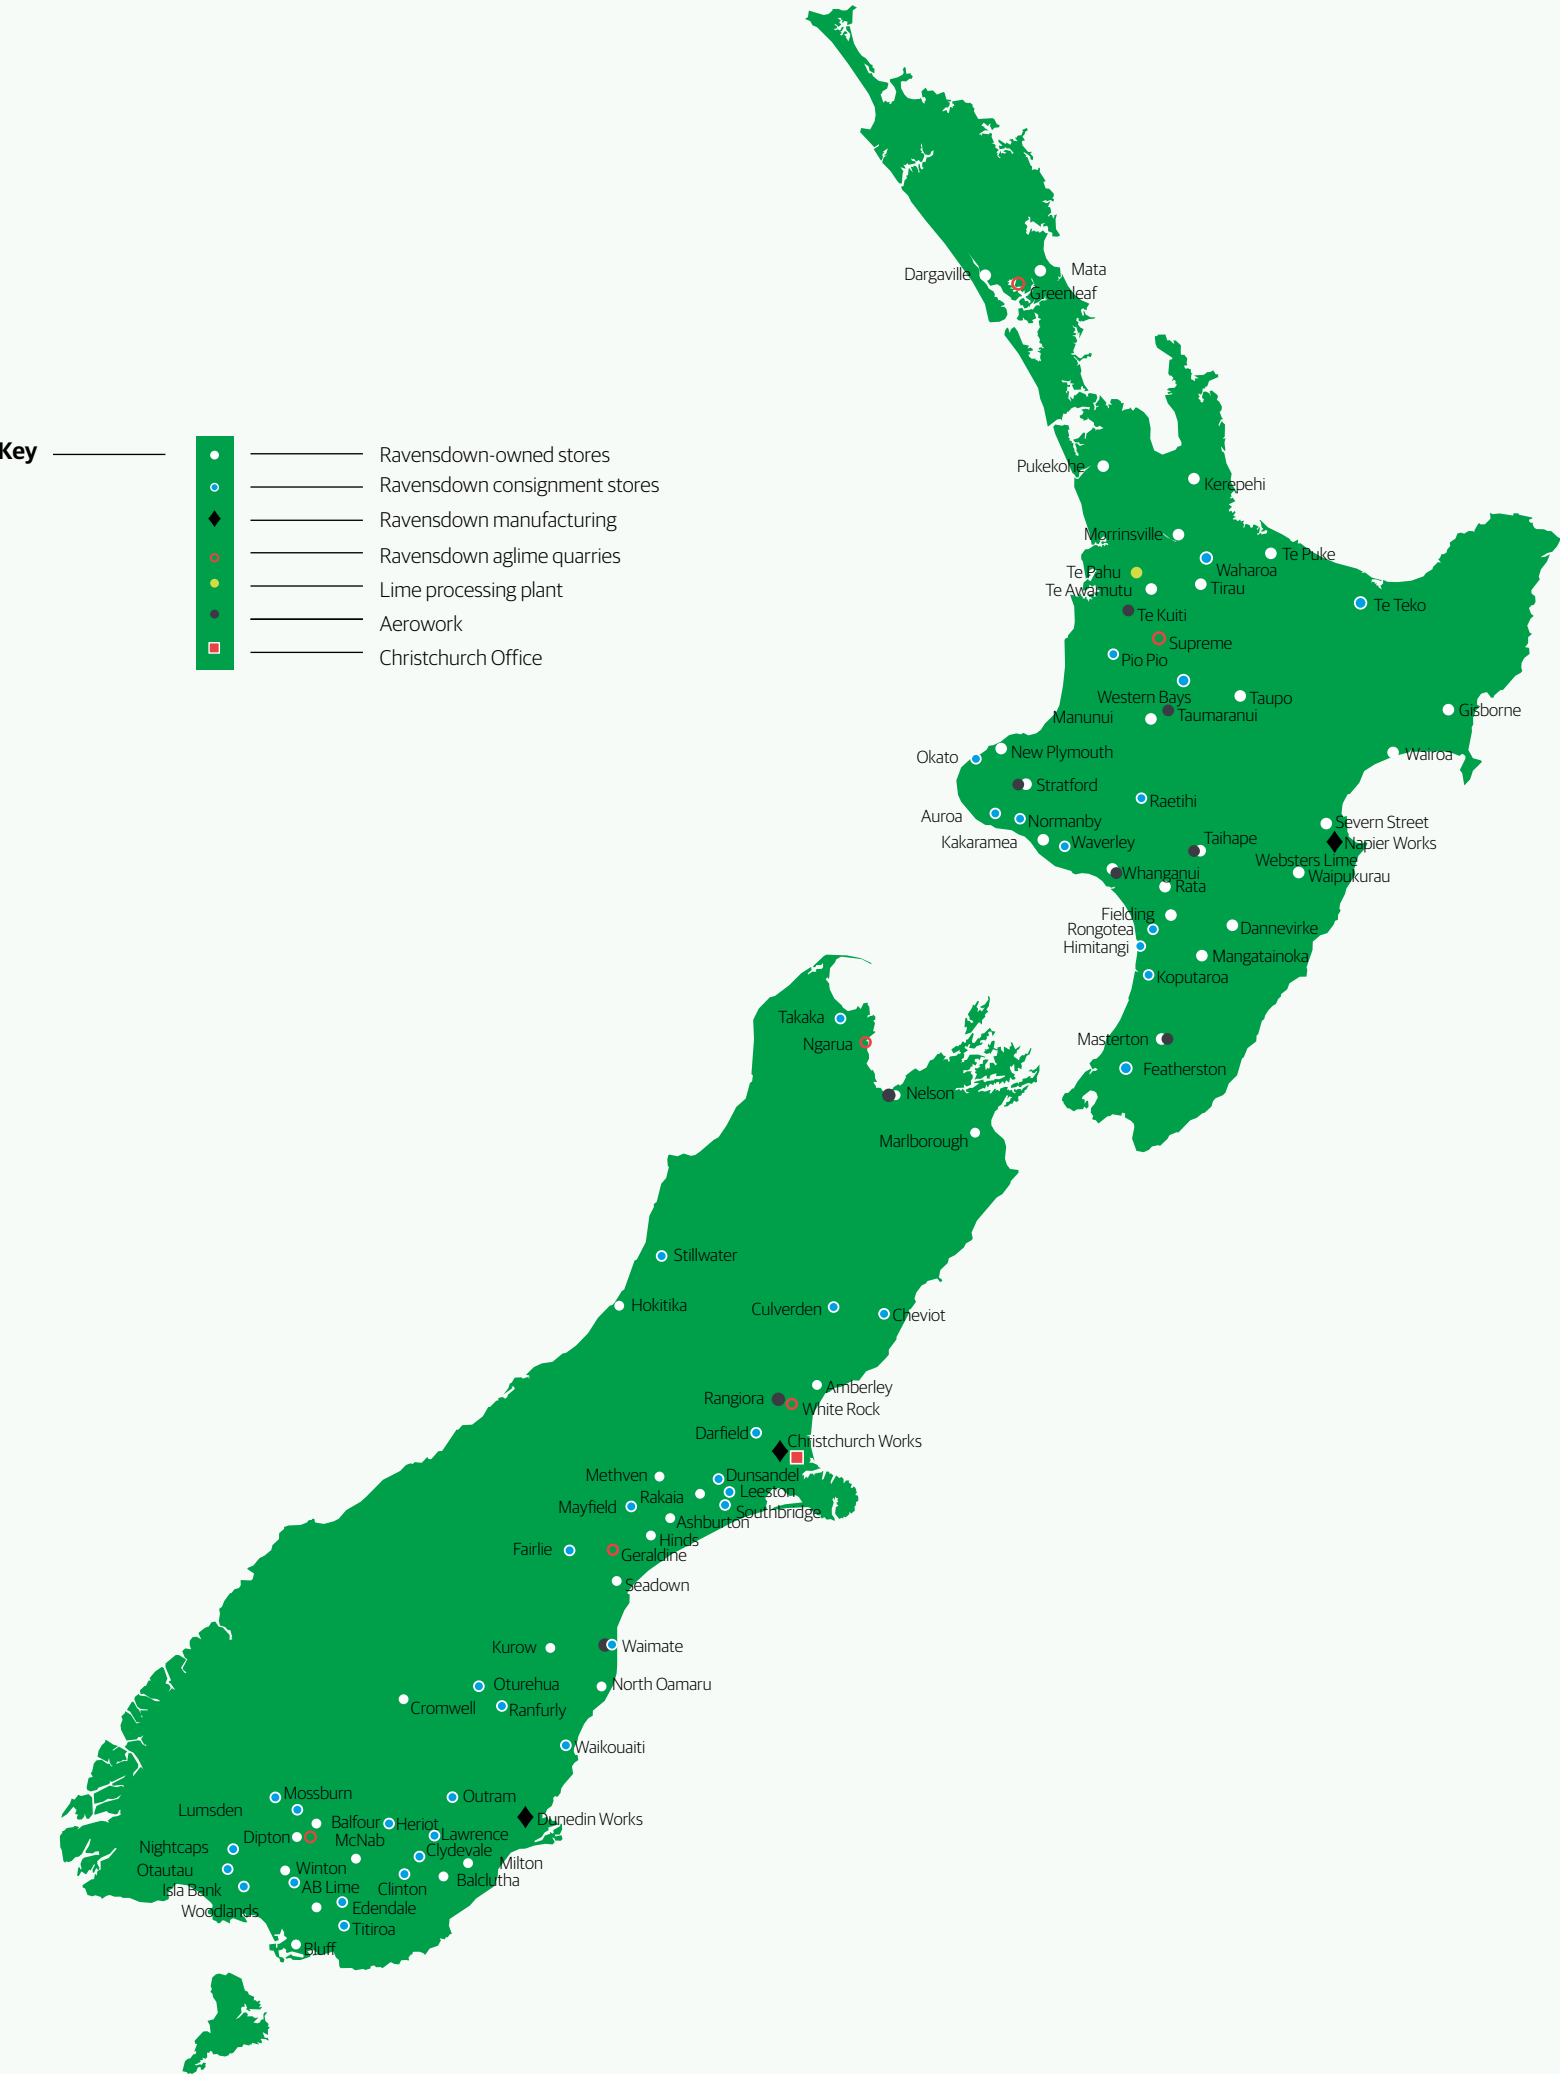 Key
Ravensdown-owned stores
Ravensdown consignment stores
Ravensdown manufacturing
Ravensdown aglime quarries
Lime processing plant
Aerowork
Christchurch Office
Dargaville
Mata
Greenleaf
Pukekohe
Kerepehi
Morrinsville
Te Puke
Waharoa
Te Pahu
Te Awamutu
Tirau
Te Teko
Te Kuiti
Supreme
Pio Pio
Western Bays
Taupo
Manunui
Taumaranui
Gisborne
Okato
New Plymouth
Wairoa
Stratford
Raetihi
Auroa
Normanby
Severn Street
Kakaramea
Waverley
Taihape
Napier Works
Websters Lime
Whanganui
Waipukurau
Rata
Fielding
Rongotea
Dannevirke
Himitangi
Mangatainoka
Koputaroa
Masterton
Featherston
Takaka
Ngarua
Nelson
Marlborough
Stillwater
Hokitika
Culverden
Cheviot
Amberley
Rangiora
White Rock
Darfield
Christchurch Works
Methven
Dunsandel
Rakaia
Leeston
Mayfield
Southbridge
Ashburton
Hinds
Fairlie
Geraldine
Seadown
Kurow
Waimate
Oturehua
North Oamaru
Cromwell
Ranfurly
Waikouaiti
Mossburn
Outram
Lumsden
Balfour
Heriot
Dunedin Works
Dipton
McNab
Lawrence
Nightcaps
Clydevale
Otautau
Winton
Milton
Isla Bank
AB Lime
Clinton
Balclutha
Woodlands
Edendale
Titiroa
Bluff